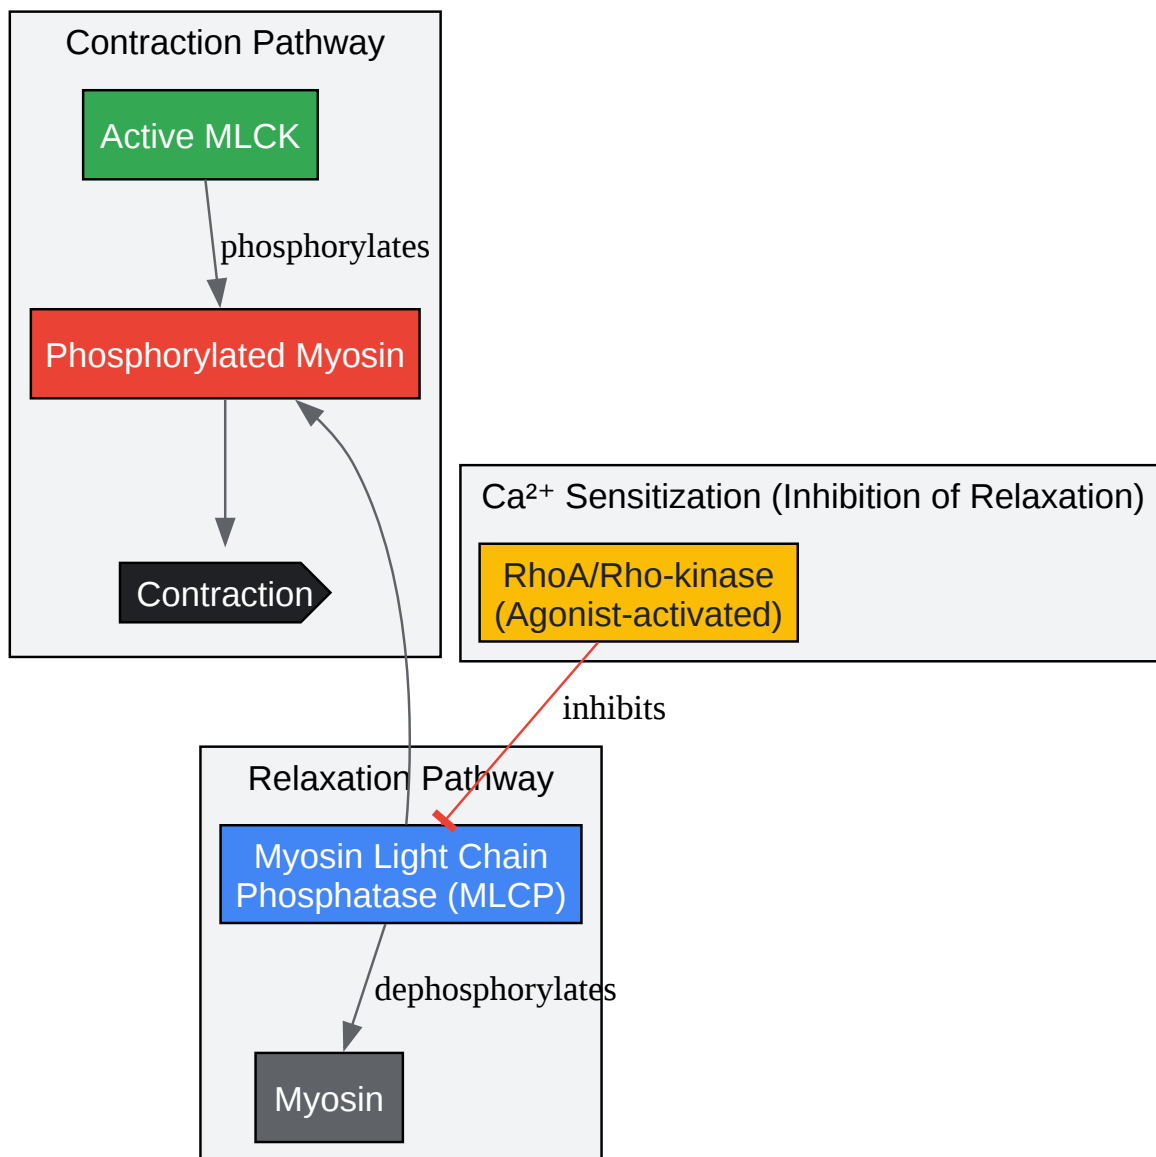 Contraction Pathway
Active MLCK
phosphorylates
Phosphorylated Myosin
Contraction
Ca²⁺ Sensitization (Inhibition of Relaxation)
RhoA/Rho-kinase
(Agonist-activated)
inhibits
Relaxation Pathway
Myosin Light Chain
Phosphatase (MLCP)
dephosphorylates
Myosin